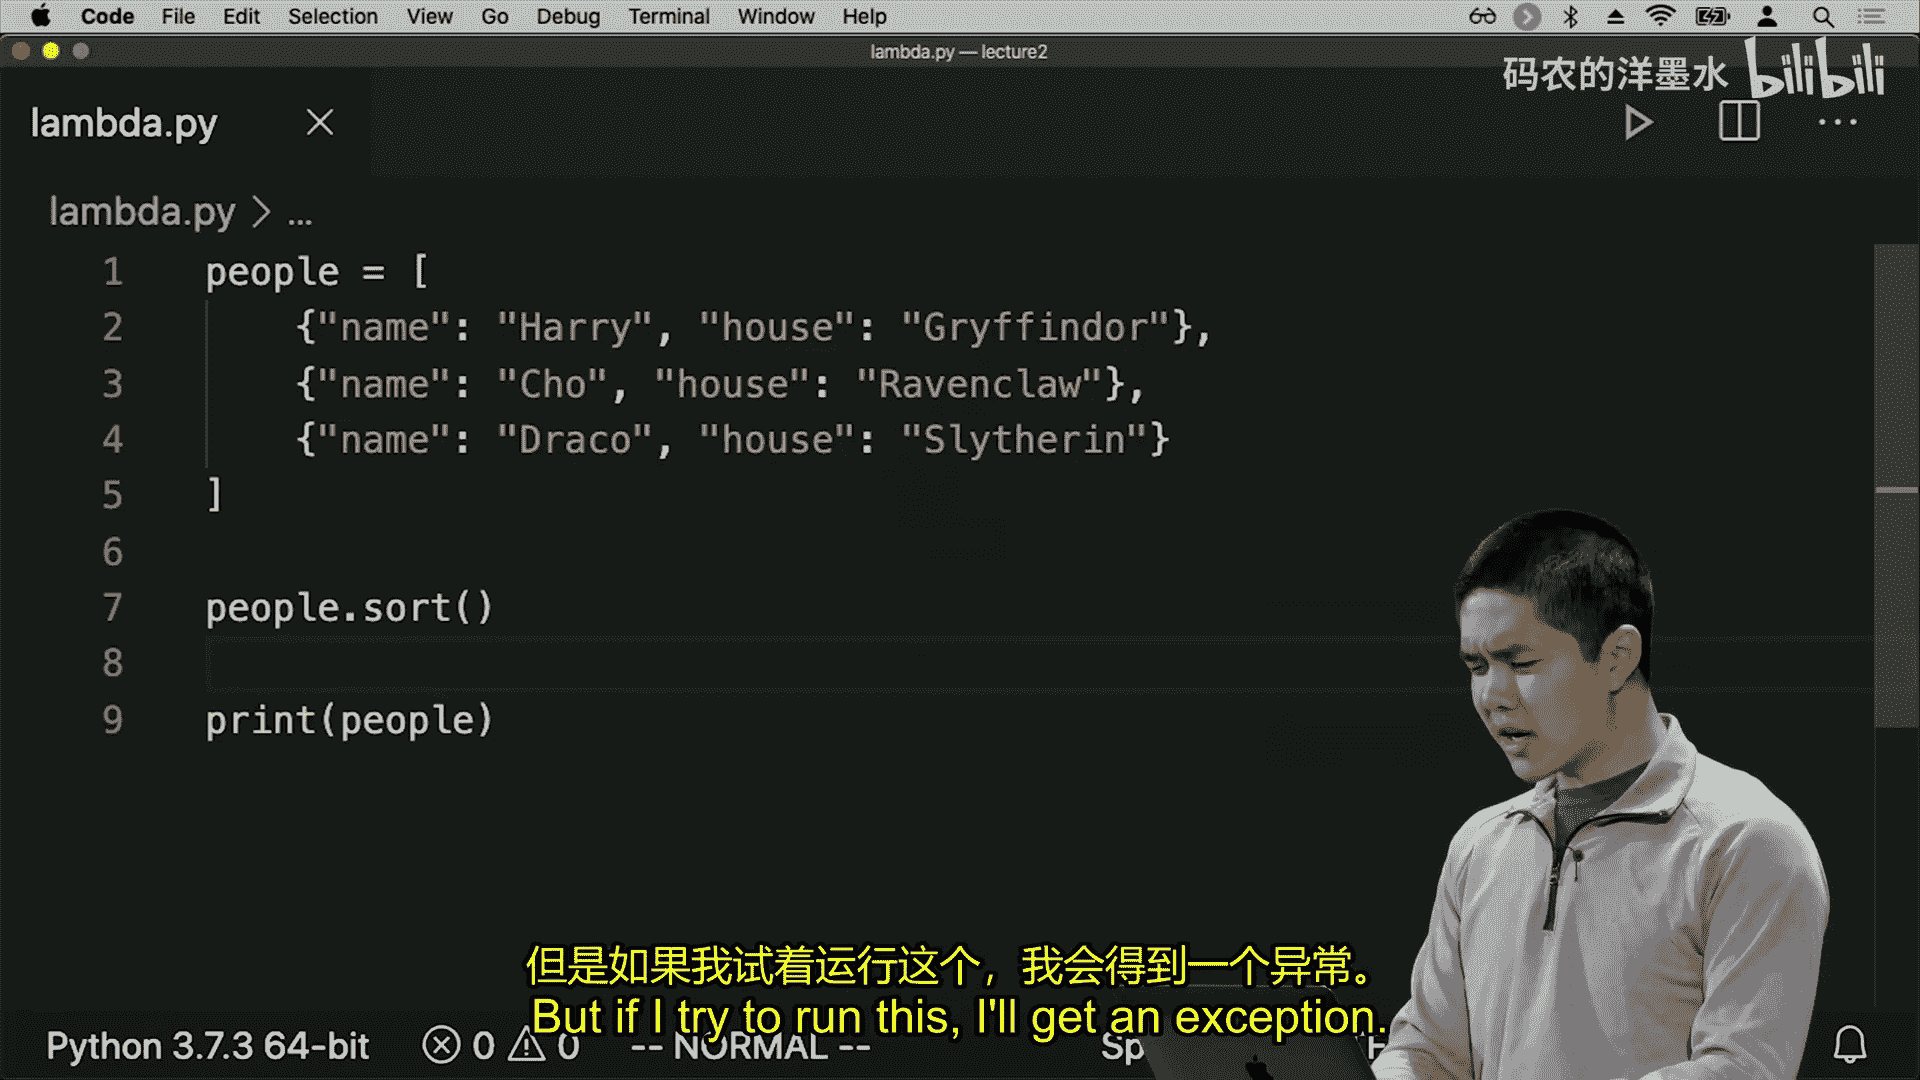 Code File Edit Selection View Go Debug Terminal Window Help
lambda.py — lecture2
码农的洋墨水 bilibili
lambda.py
lambda.py > ...
1 people = [
2 {"name": "Harry", "house": "Gryffindor"},
3 {"name": "Cho", "house": "Ravenclaw"},
4 {"name": "Draco", "house": "Slytherin"}
5 ]
6
7 people.sort()
8
9 print(people)
但是如果我试着运行这个，我会得到一个异常。
But if I try to run this, I'll get an exception.
Python 3.7.3 64-bit 0 0 -- NORMAL --